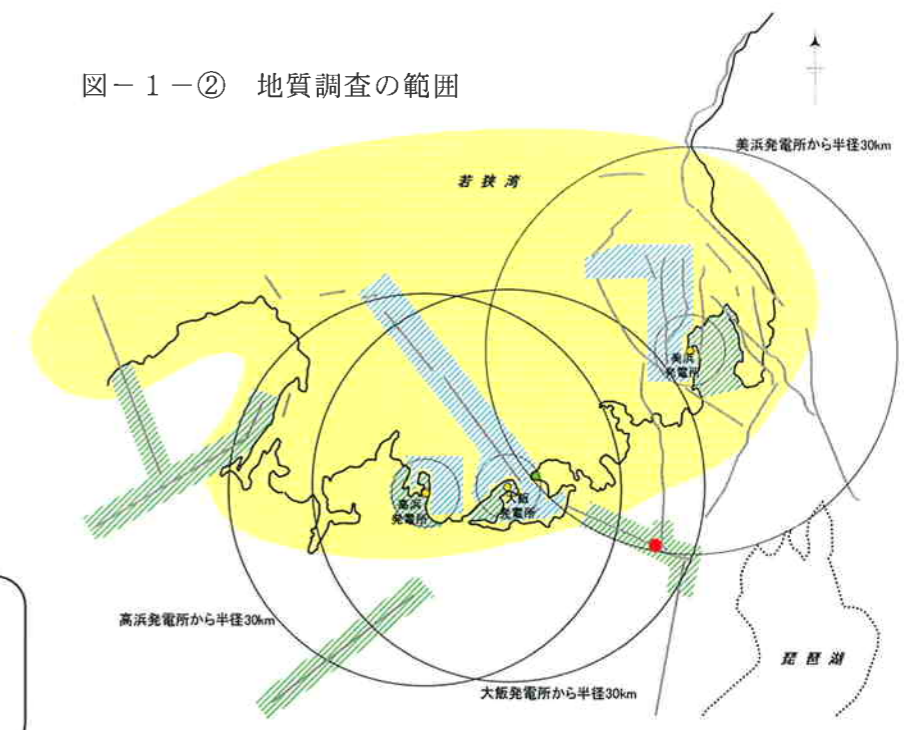 図－１－② 地質調査の範囲
美浜発電所から半径30km
若狭湾
美浜
発電所
高浜
発電所
大飯
発電所
高浜発電所から半径30km
琵琶湖
大飯発電所から半径30km